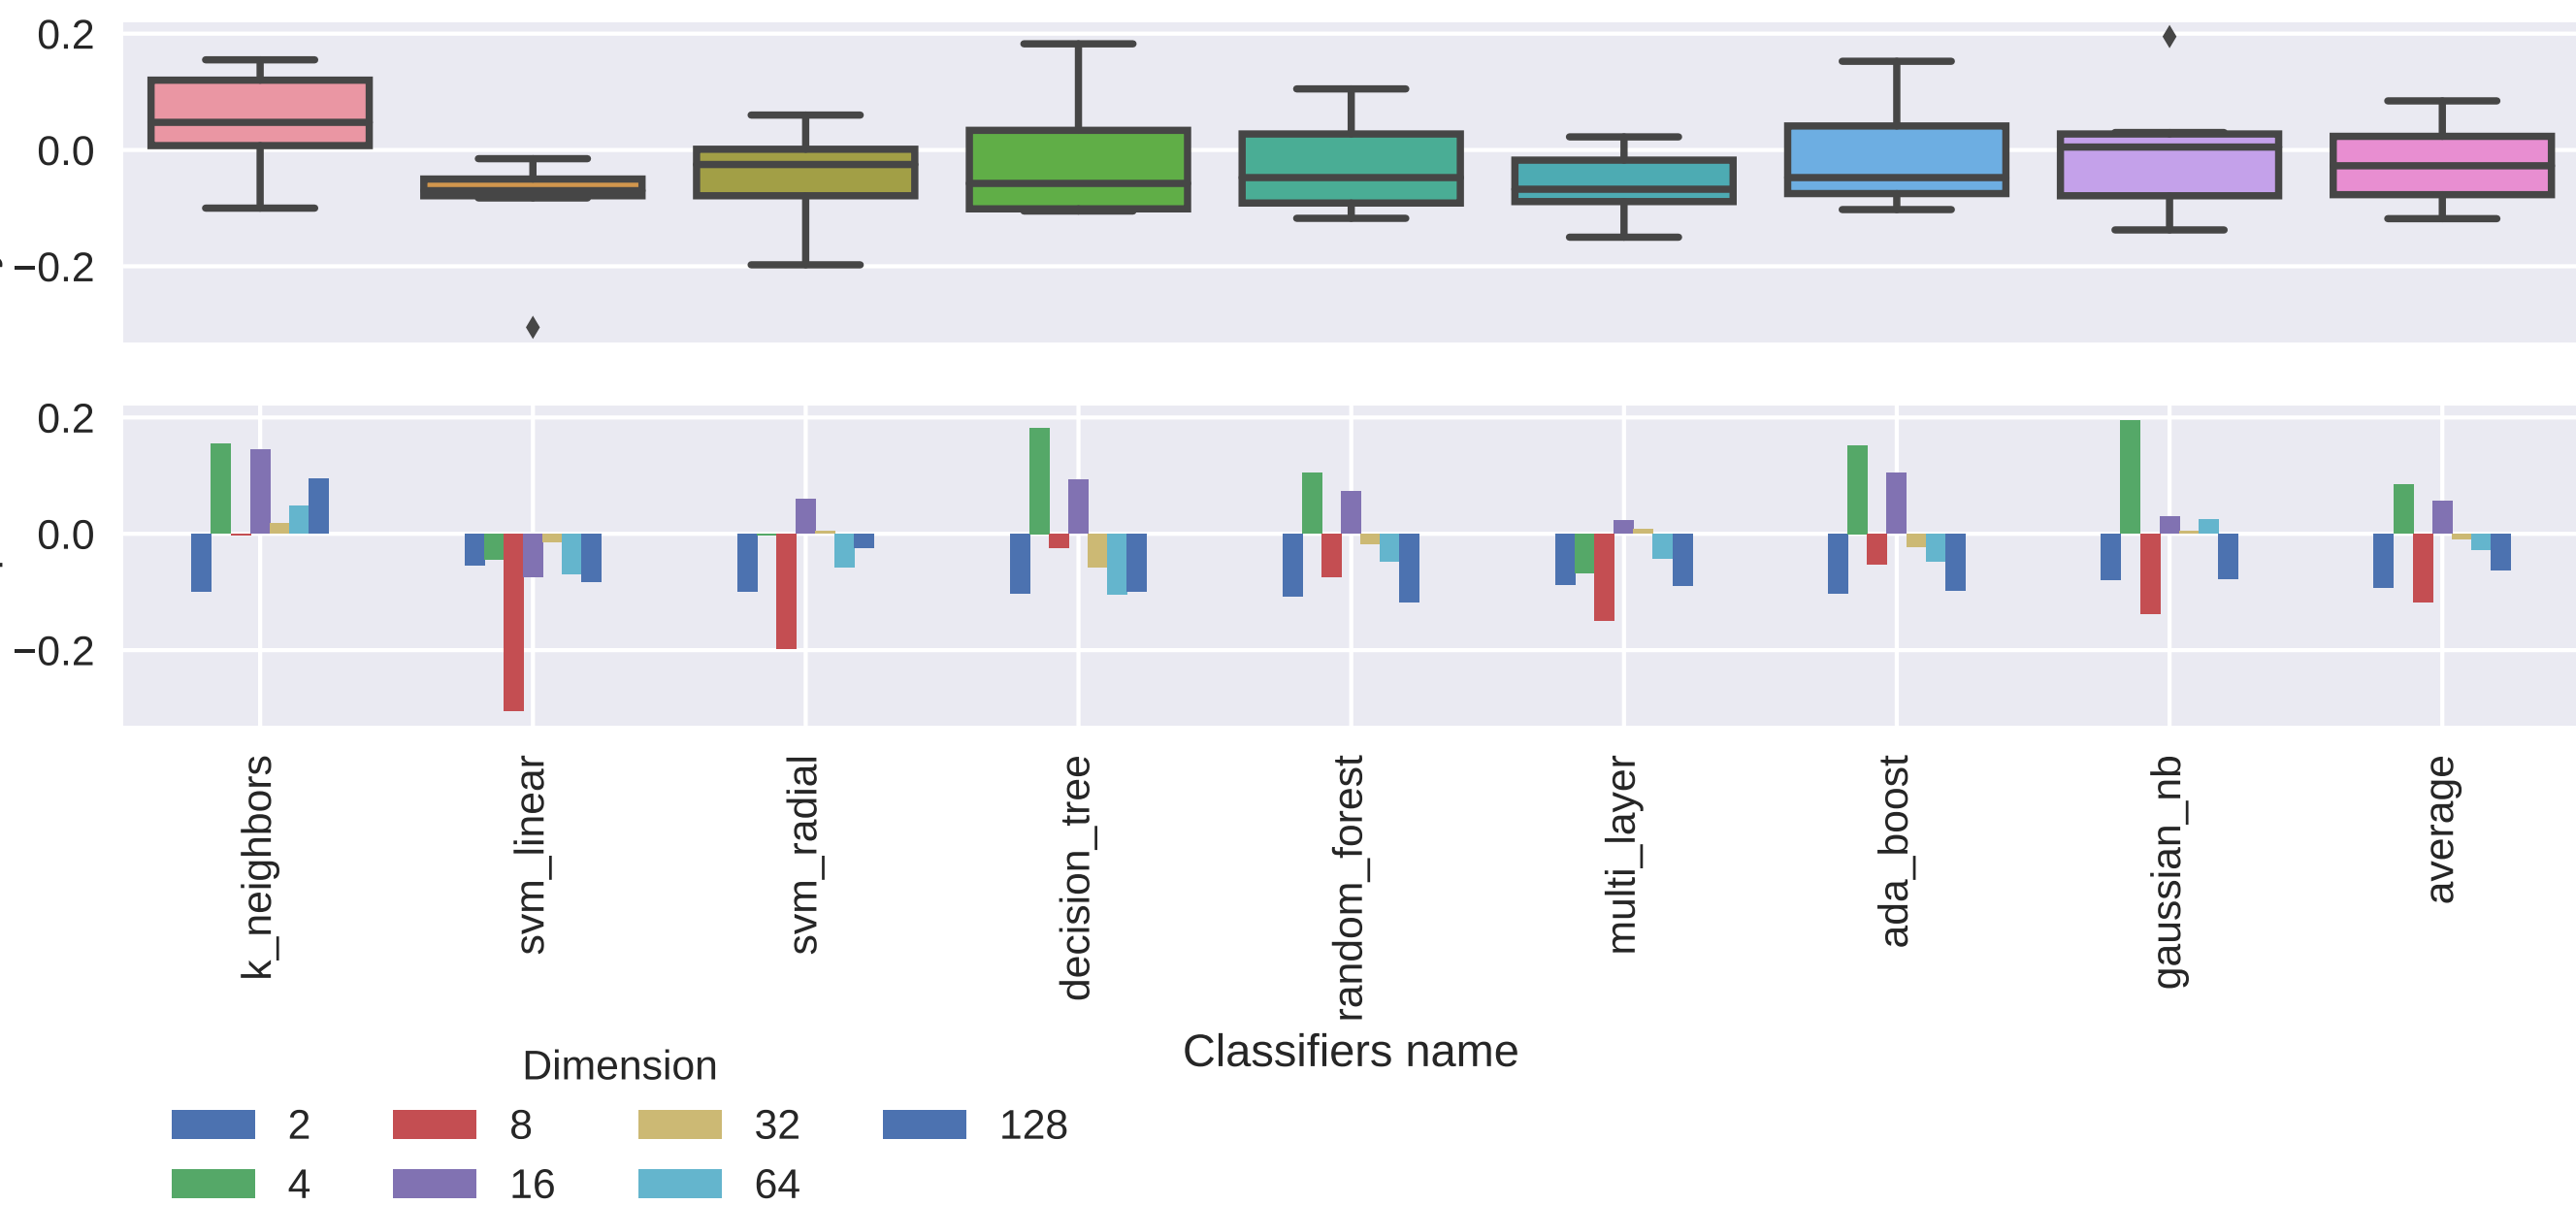 0.2
0.0
−0.2
0.2
0.0
−0.2
k_neighbors
svm_linear
svm_radial
decision_tree
random_forest
multi_layer
ada_boost
gaussian_nb
average
Classifiers name
Dimension
2 8 32 128
4 16 64